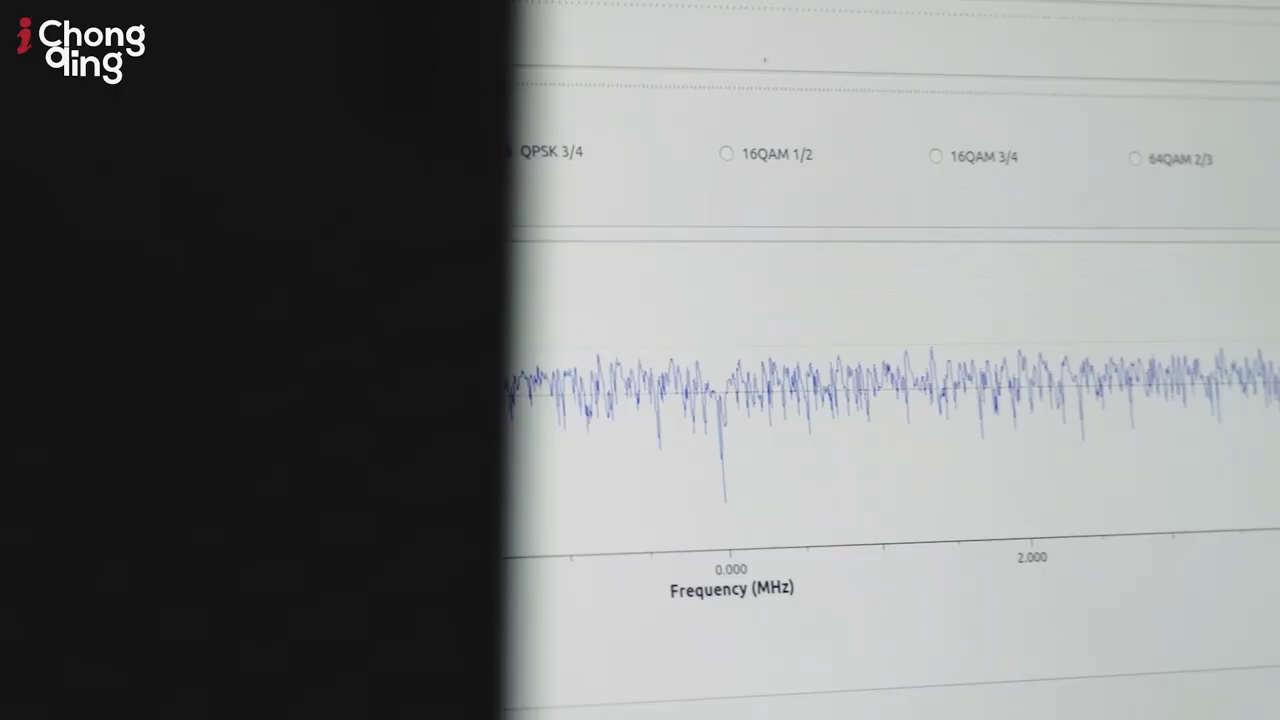 i Chong
qing
QPSK 3/4
16QAM 1/2
16QAM 3/4
64QAM 2/3
0.000
2.000
Frequency (MHz)